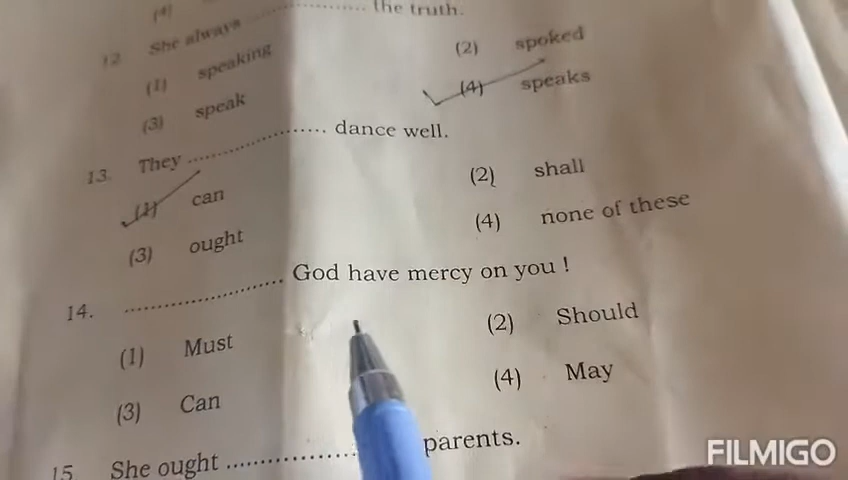 (4)
12. She always .............. the truth.
(1) speaking (2) spoked
(3) speak (4) speaks
13. They .................... dance well.
(1) can (2) shall
(3) ought (4) none of these
14. ....................... God have mercy on you !
(1) Must (2) Should
(3) Can (4) May
15 She ought .................. parents.
FILMIGO